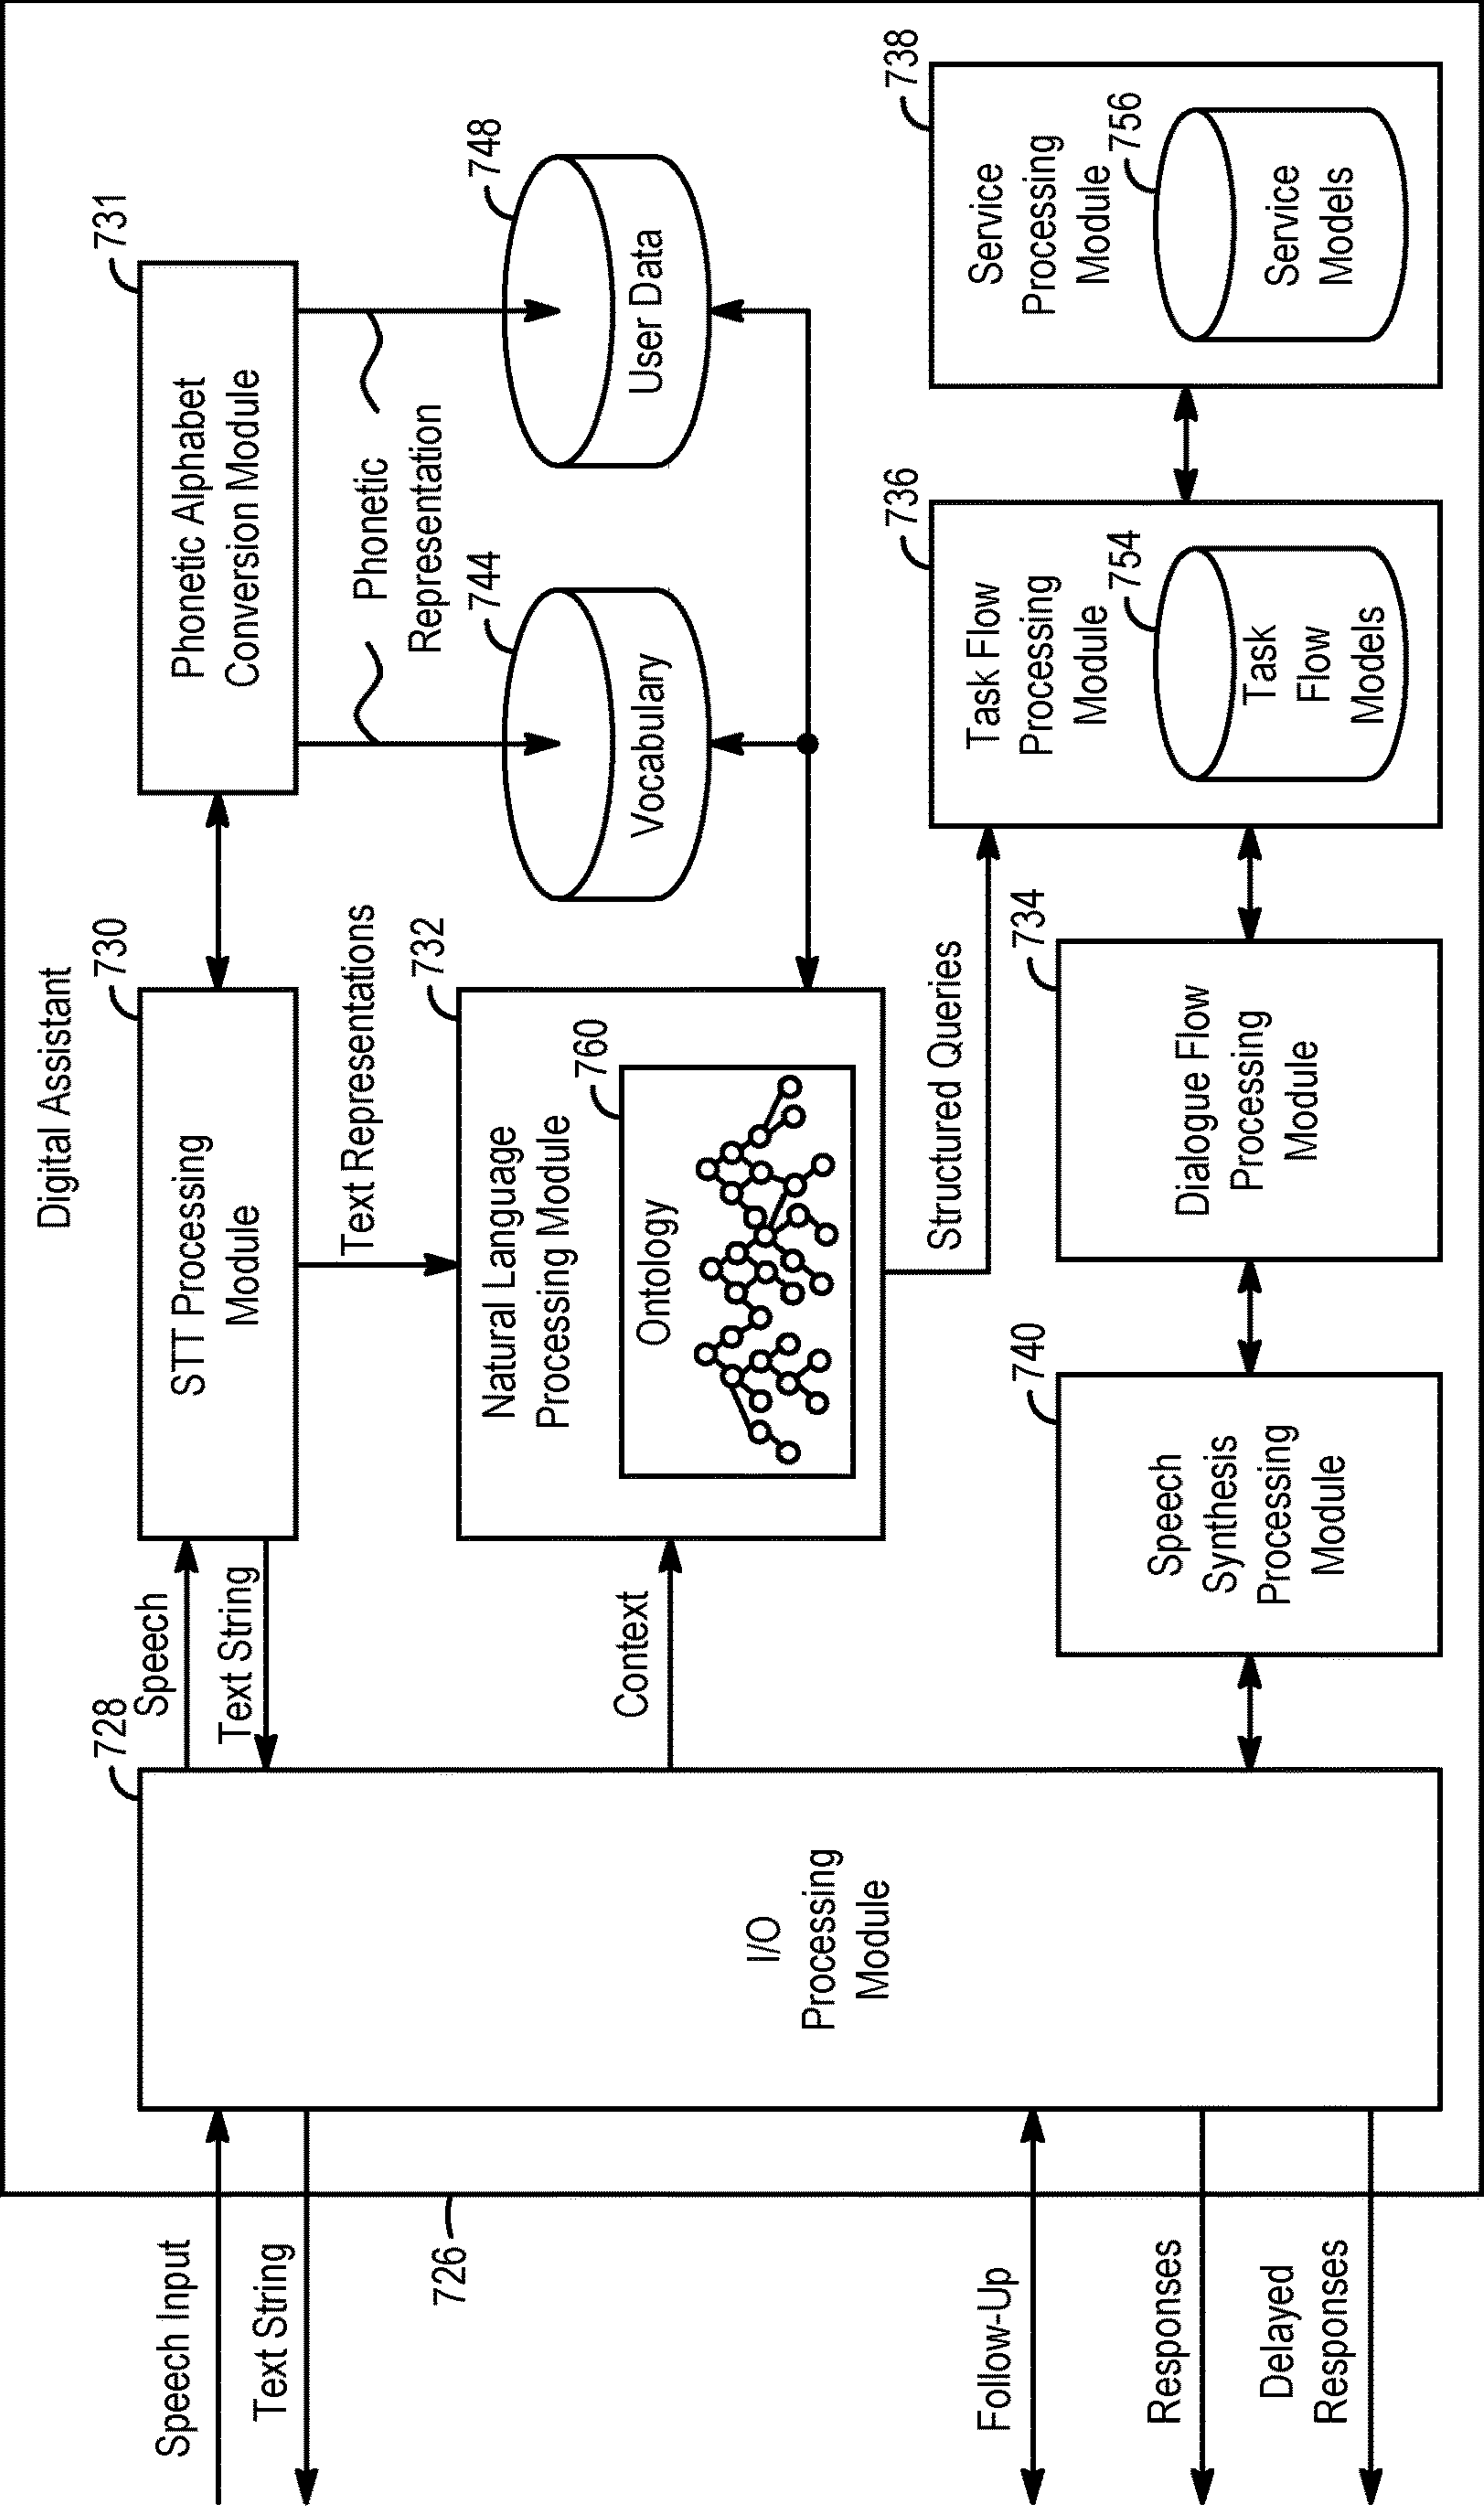 Digital Assistant
726
Speech Input
Text String
Follow-Up
Responses
Delayed
Responses
728
I/O
Processing
Module
Speech
Text String
Context
730
STT Processing
Module
Text Representations
731
Phonetic Alphabet
Conversion Module
Phonetic
Representation
744
Vocabulary
748
User Data
732
Natural Language
Processing Module
760
Ontology
Structured Queries
740
Speech
Synthesis
Processing
Module
734
Dialogue Flow
Processing
Module
736
Task Flow
Processing
Module
754
Task
Flow
Models
738
Service
Processing
Module
756
Service
Models